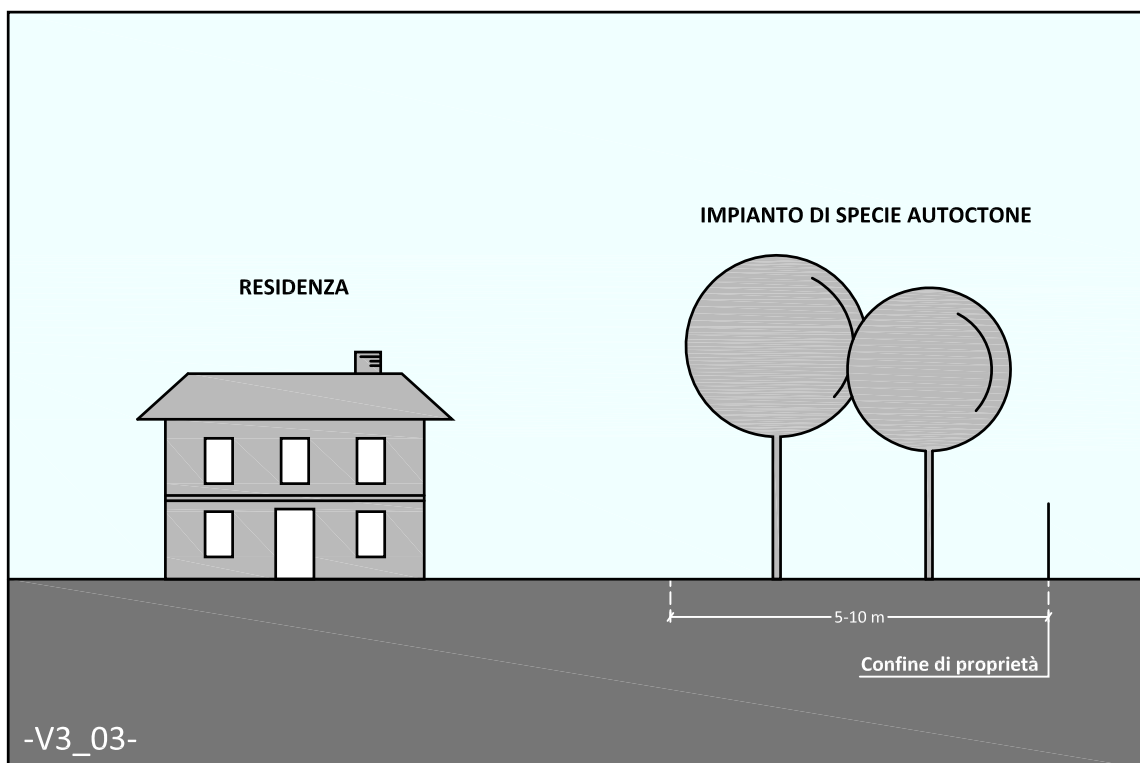 IMPIANTO DI SPECIE AUTOCTONE
RESIDENZA
5-10 m
Confine di proprietà
-V3_03-